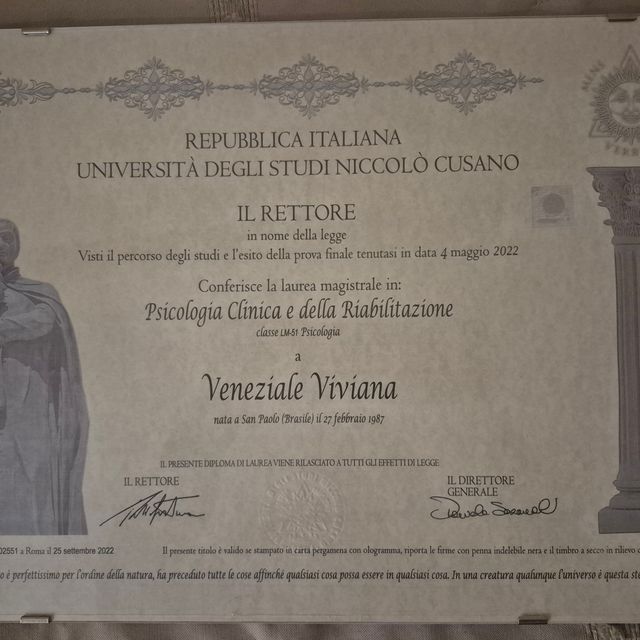 REPUBBLICA ITALIANA
UNIVERSITÀ DEGLI STUDI NICCOLÒ CUSANO
IL RETTORE
in nome della legge
Visti il percorso degli studi e l'esito della prova finale tenutasi in data 4 maggio 2022
Conferisce la laurea magistrale in:
Psicologia Clinica e della Riabilitazione
classe LM-51 Psicologia
a
Veneziale Viviana
nata a San Paolo (Brasile) il 27 febbraio 1987
IL PRESENTE DIPLOMA DI LAUREA VIENE RILASCIATO A TUTTI GLI EFFETTI DI LEGGE
IL RETTORE
IL DIRETTORE
GENERALE
02551 a Roma il 25 settembre 2022
Il presente titolo è valido se stampato in carta pergamena con ologramma, riporta le firme con penna indelebile nera e il timbro a secco in rilievo
è perfettissimo per l'ordine della natura, ha preceduto tutte le cose affinché qualsiasi cosa possa essere in qualsiasi cosa. In una creatura qualunque l'universo è questa